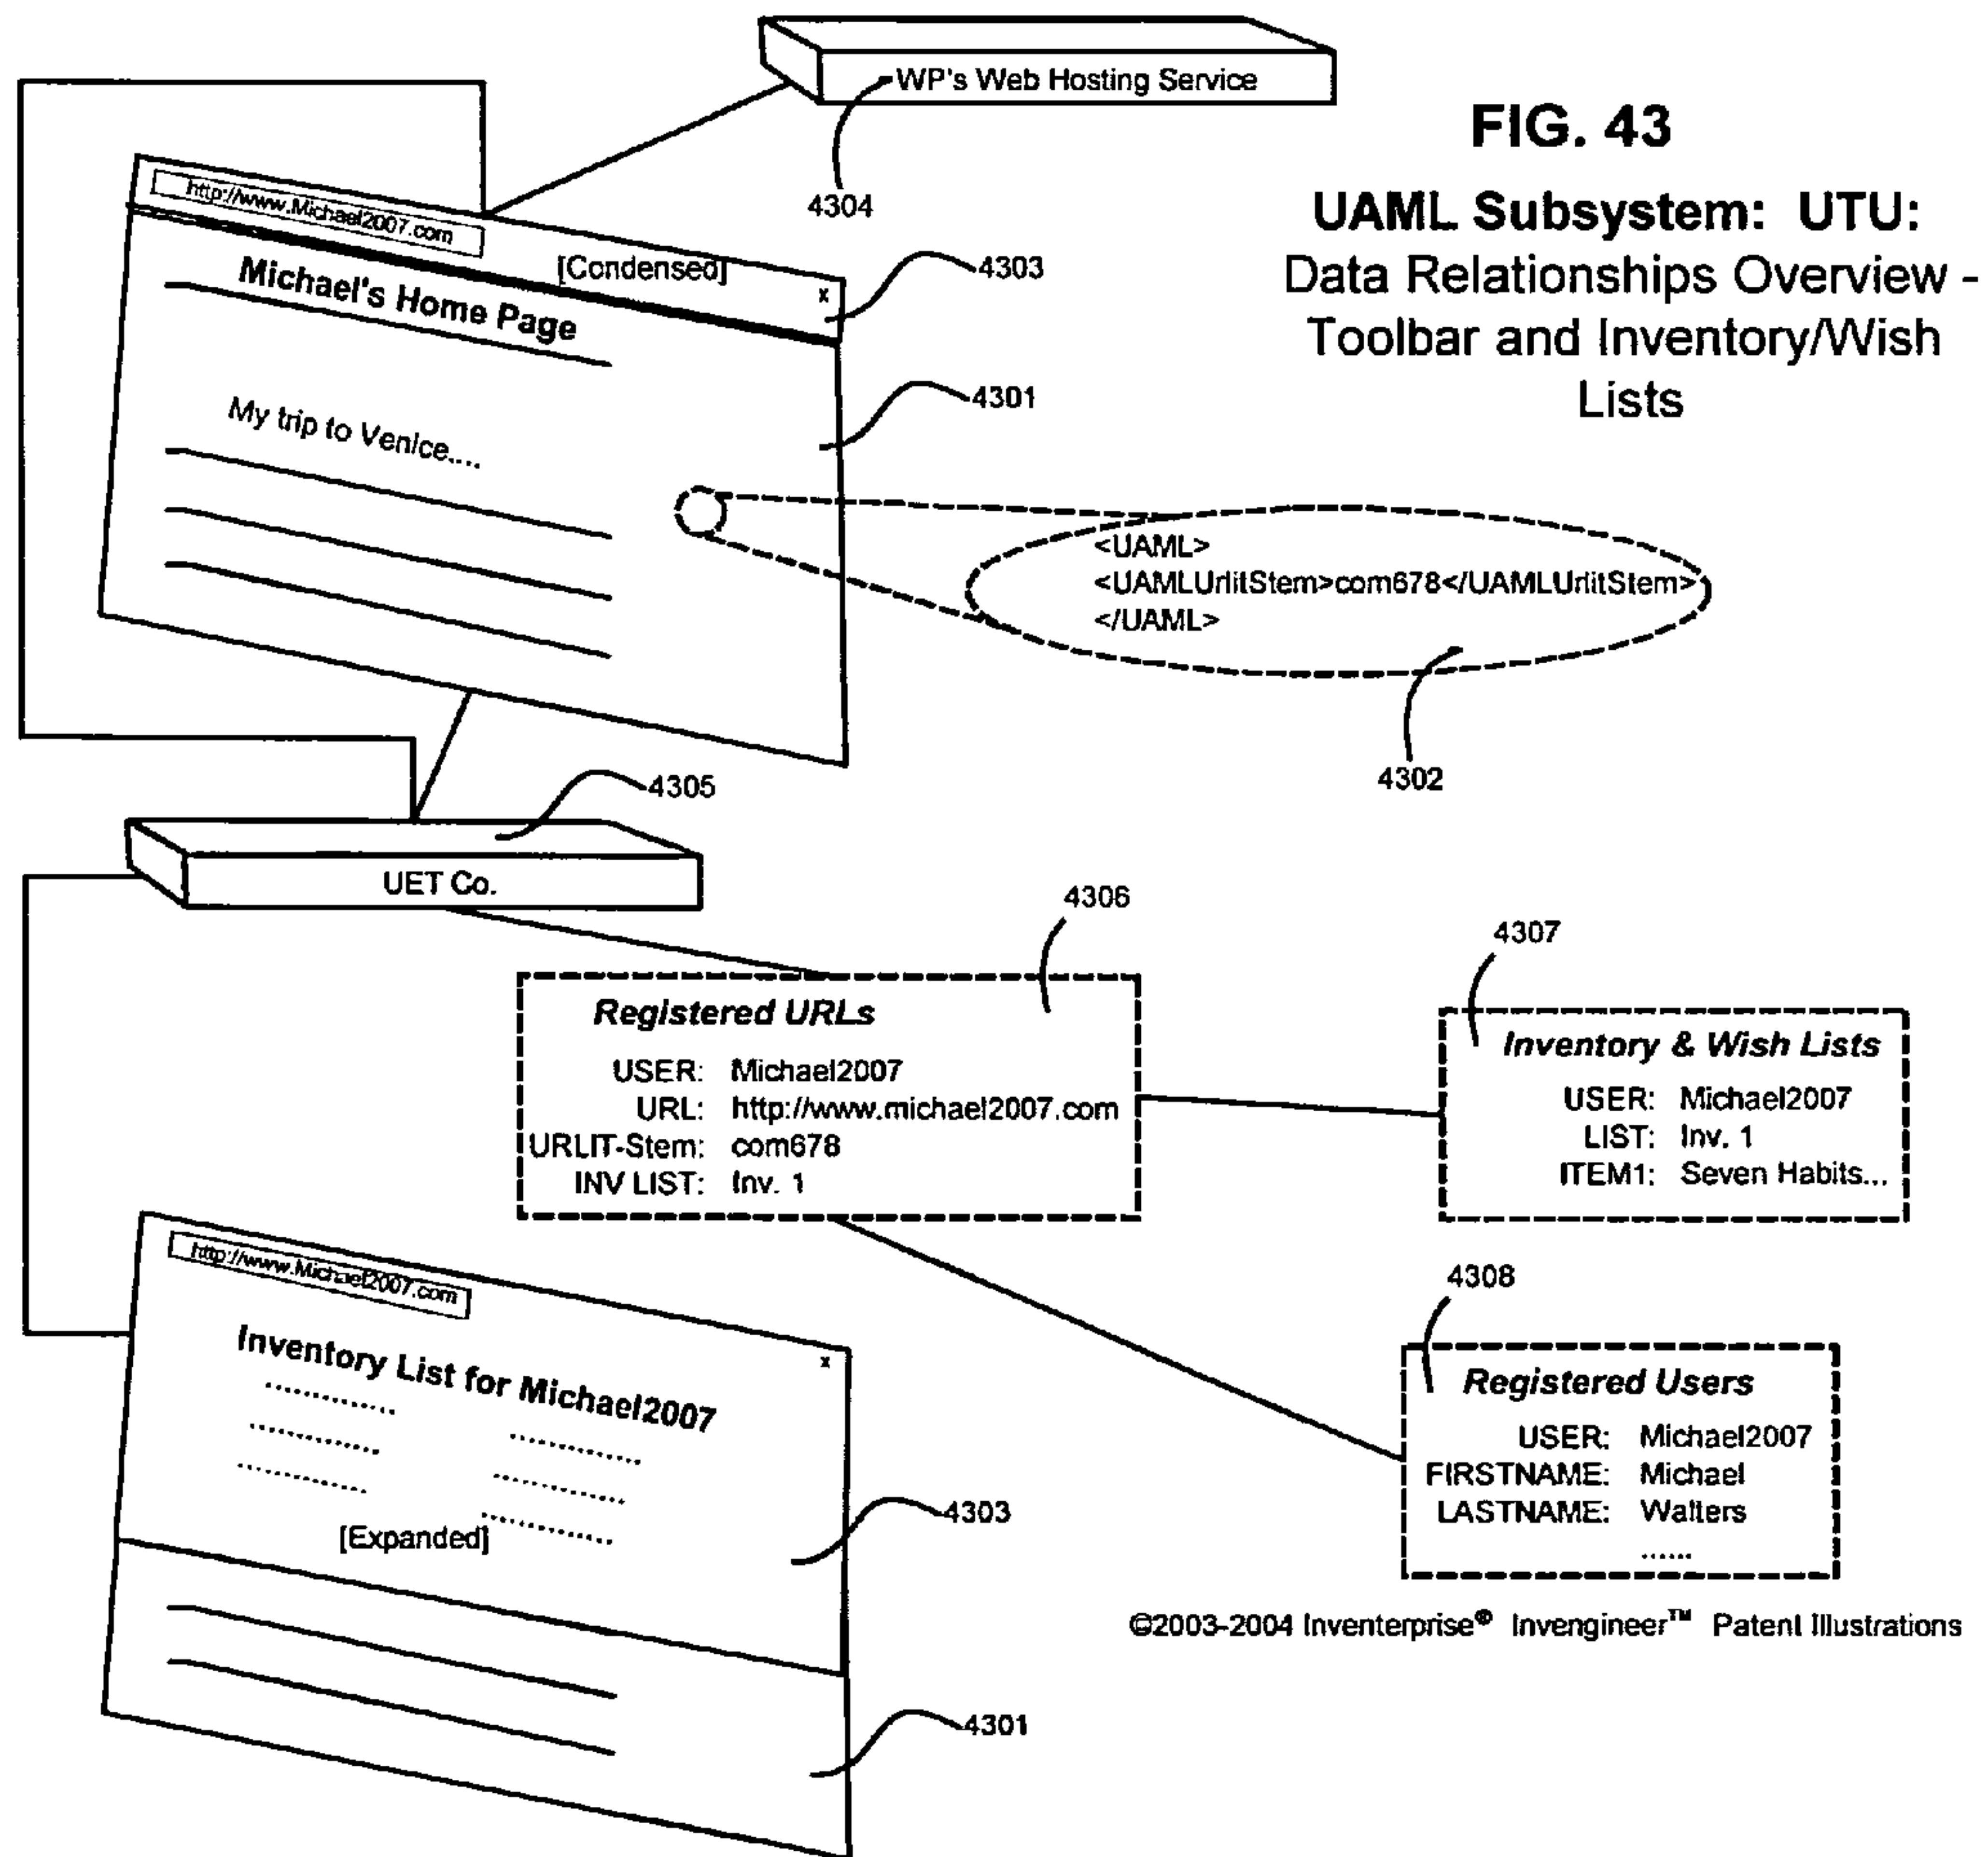 WP's Web Hosting Service
4304
FIG. 43
UAML Subsystem: UTU:
Data Relationships Overview -
Toolbar and Inventory/Wish
Lists
http://www.Michael2007.com
[Condensed]
x
4303
Michael's Home Page
4301
My trip to Venice....
<UAML>
<UAMLUrlitStem>com678</UAMLUrlitStem>
</UAML>
4302
4305
UET Co.
4306
Registered URLs
USER: Michael2007
URL: http://www.michael2007.com
URLIT-Stem: com678
INV LIST: Inv. 1
4307
Inventory & Wish Lists
USER: Michael2007
LIST: Inv. 1
ITEM1: Seven Habits...
http://www.Michael2007.com
x
Inventory List for Michael2007
[Expanded]
4303
4301
4308
Registered Users
USER: Michael2007
FIRSTNAME: Michael
LASTNAME: Walters
......
©2003-2004 Inventerprise® Invengineer™ Patent Illustrations